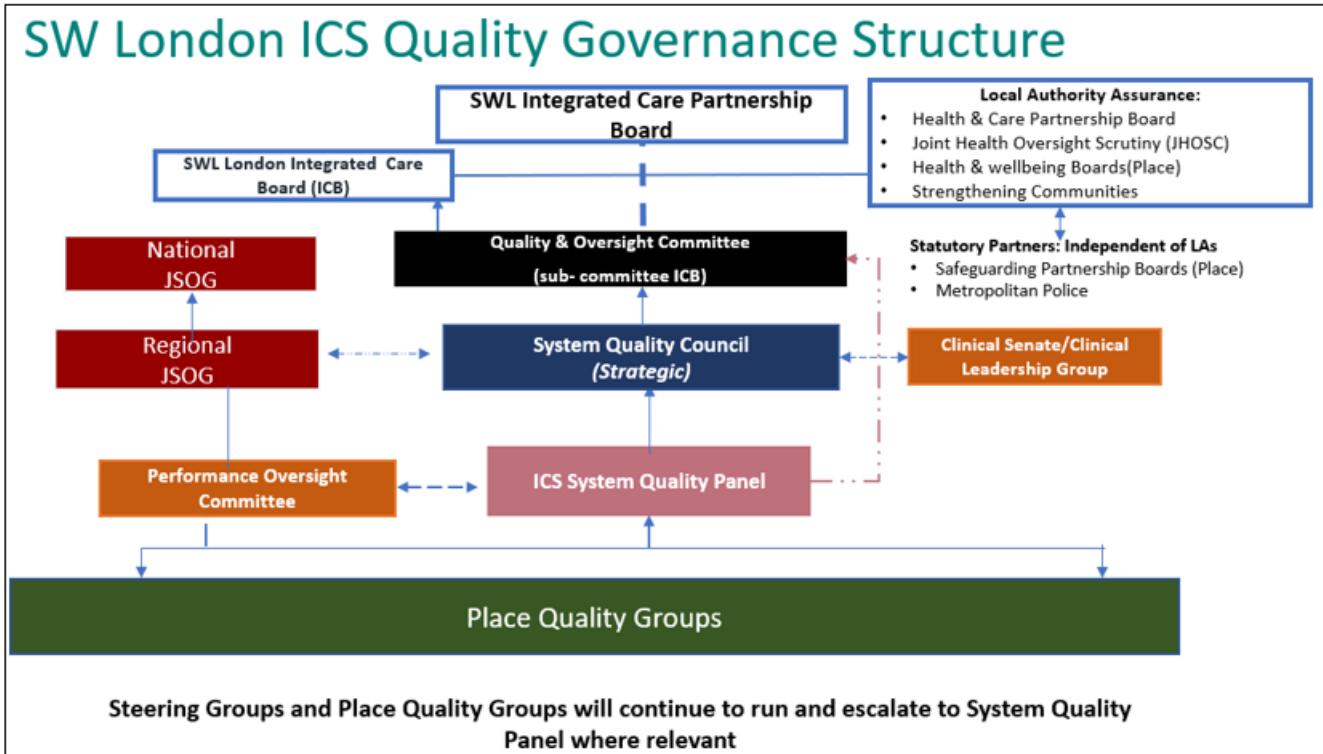 SW London ICS Quality Governance Structure
SWL Integrated Care Partnership
Board
Local Authority Assurance:
• Health & Care Partnership Board
• Joint Health Oversight Scrutiny (JHOSC)
• Health & wellbeing Boards(Place)
• Strengthening Communities
SWL London Integrated Care
Board (ICB)
National
JSOG
Quality & Oversight Committee
(sub- committee ICB)
Statutory Partners: Independent of LAs
• Safeguarding Partnership Boards (Place)
• Metropolitan Police
Regional
JSOG
System Quality Council
(Strategic)
Clinical Senate/Clinical
Leadership Group
Performance Oversight
Committee
ICS System Quality Panel
Place Quality Groups
Steering Groups and Place Quality Groups will continue to run and escalate to System Quality
Panel where relevant